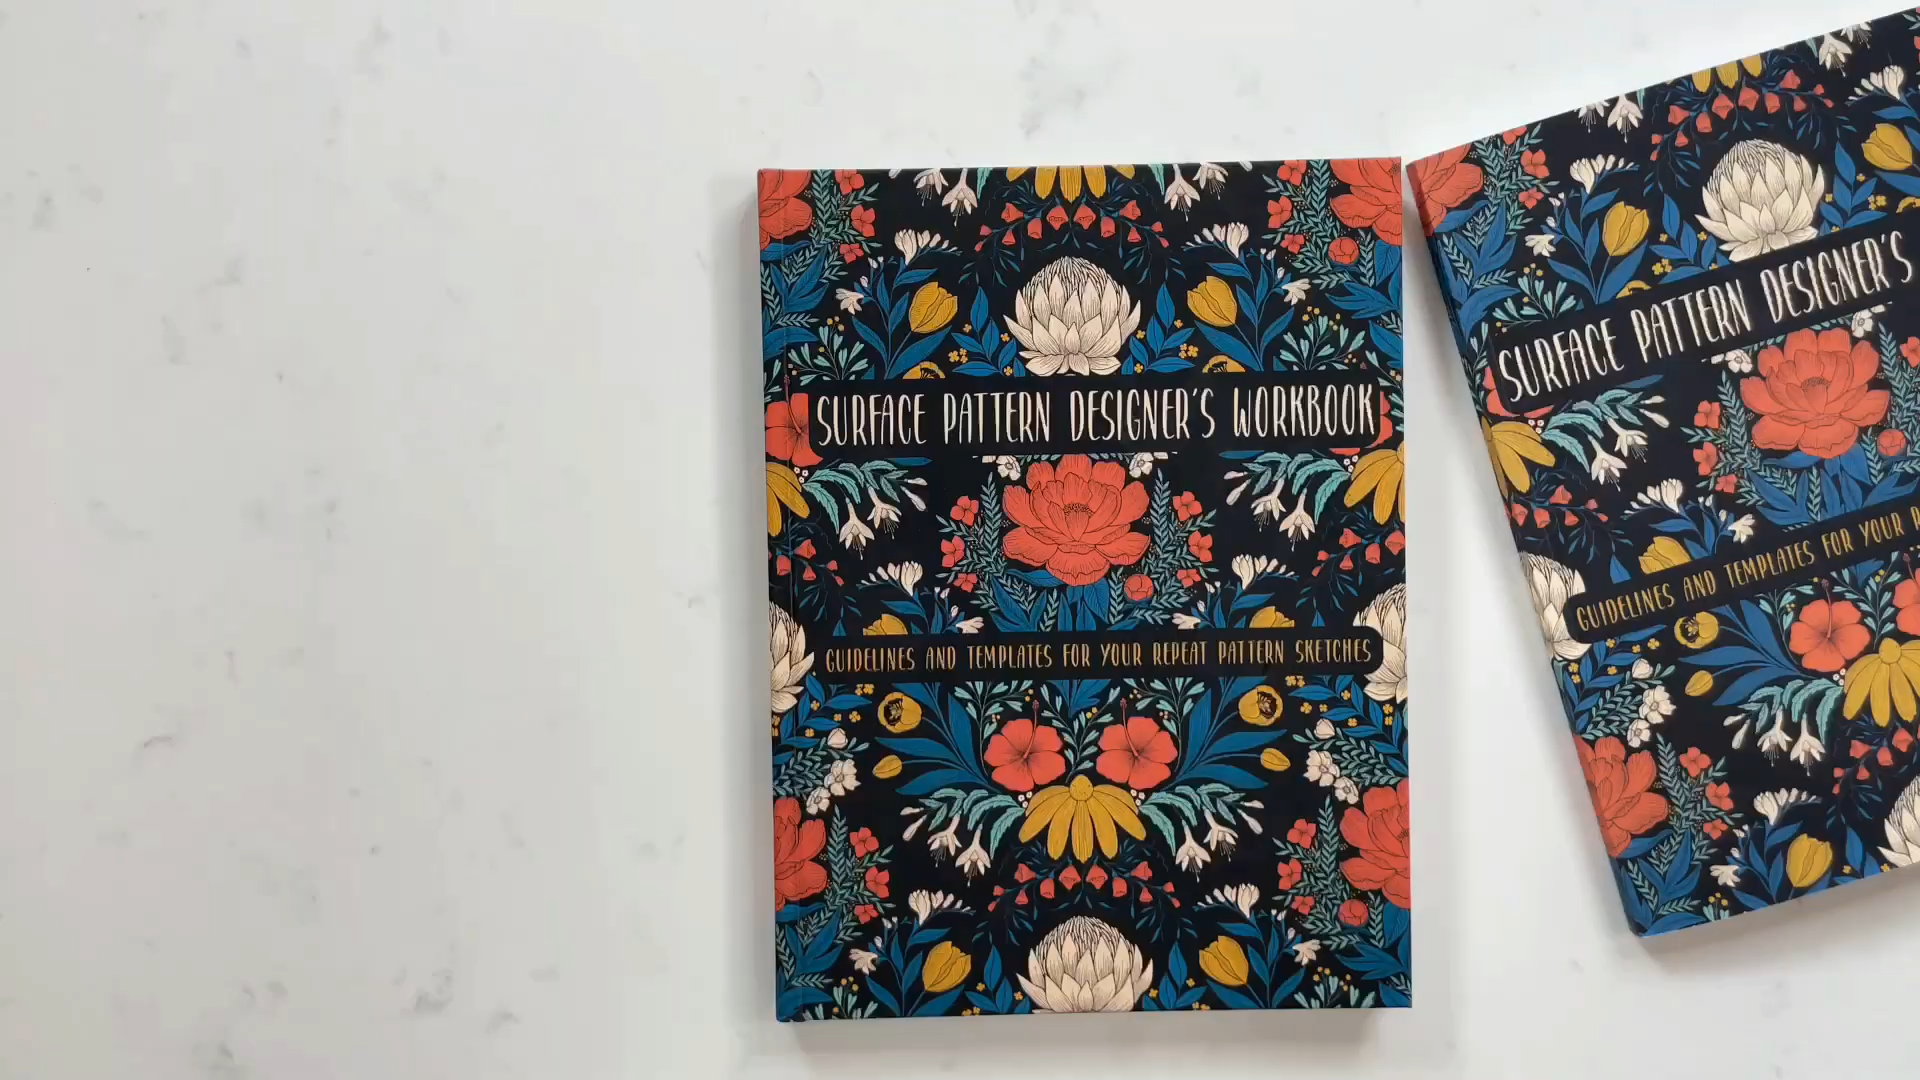 SURFACE PATTERN DESIGNER'S WORKBOOK
GUIDELINES AND TEMPLATES FOR YOUR REPEAT PATTERN SKETCHES
SURFACE PATTERN DESIGNER'S
GUIDELINES AND TEMPLATES FOR YOUR